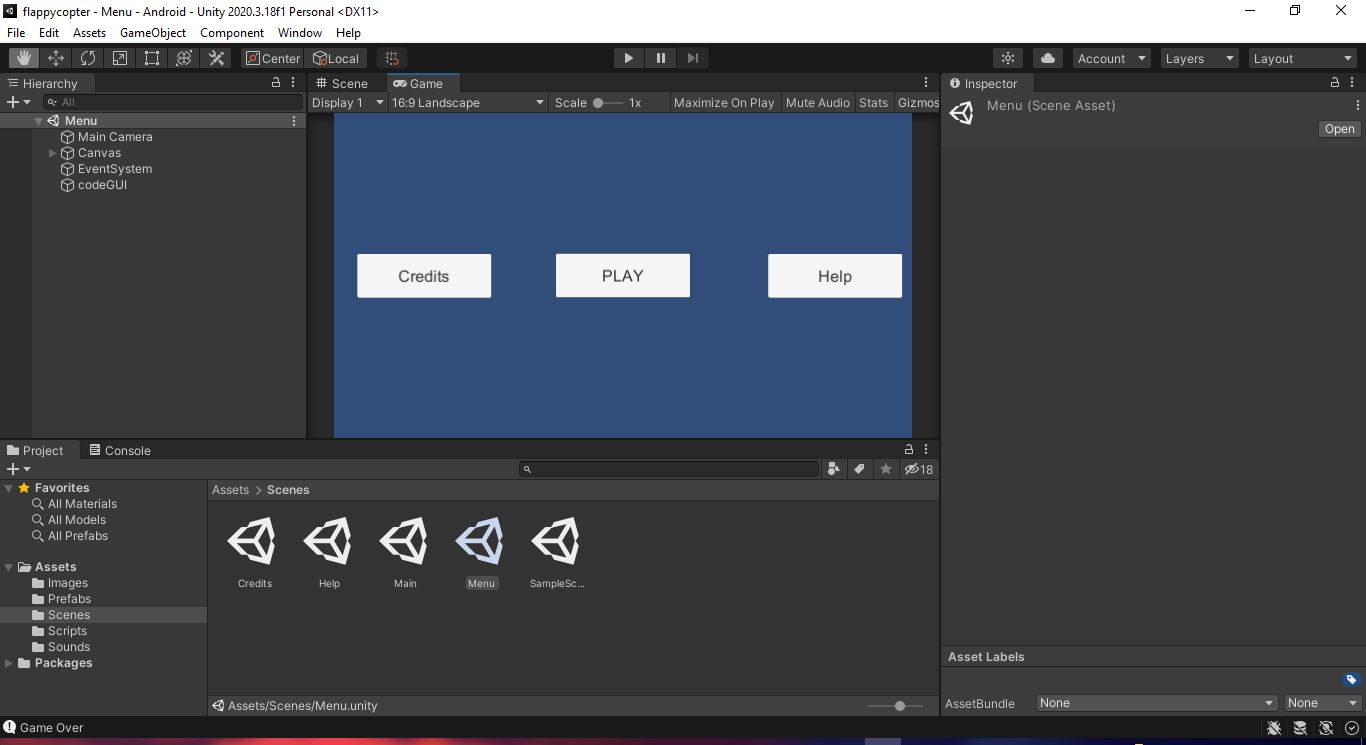 flappycopter - Menu - Android - Unity 2020.3.18f1 Personal <DX11>
File Edit Assets GameObject Component Window Help
Center Local Account Layers Layout
Hierarchy
All
Menu
Main Camera
Canvas
EventSystem
codeGUI
Scene Game
Display 1 16:9 Landscape Scale 1x Maximize On Play Mute Audio Stats Gizmos
Credits PLAY Help
Inspector
Menu (Scene Asset)
Open
Project Console
18
Favorites
All Materials
All Models
All Prefabs
Assets
Images
Prefabs
Scenes
Scripts
Sounds
Packages
Assets > Scenes
Credits Help Main Menu SampleSc...
Assets/Scenes/Menu.unity
Asset Labels
AssetBundle None None
Game Over